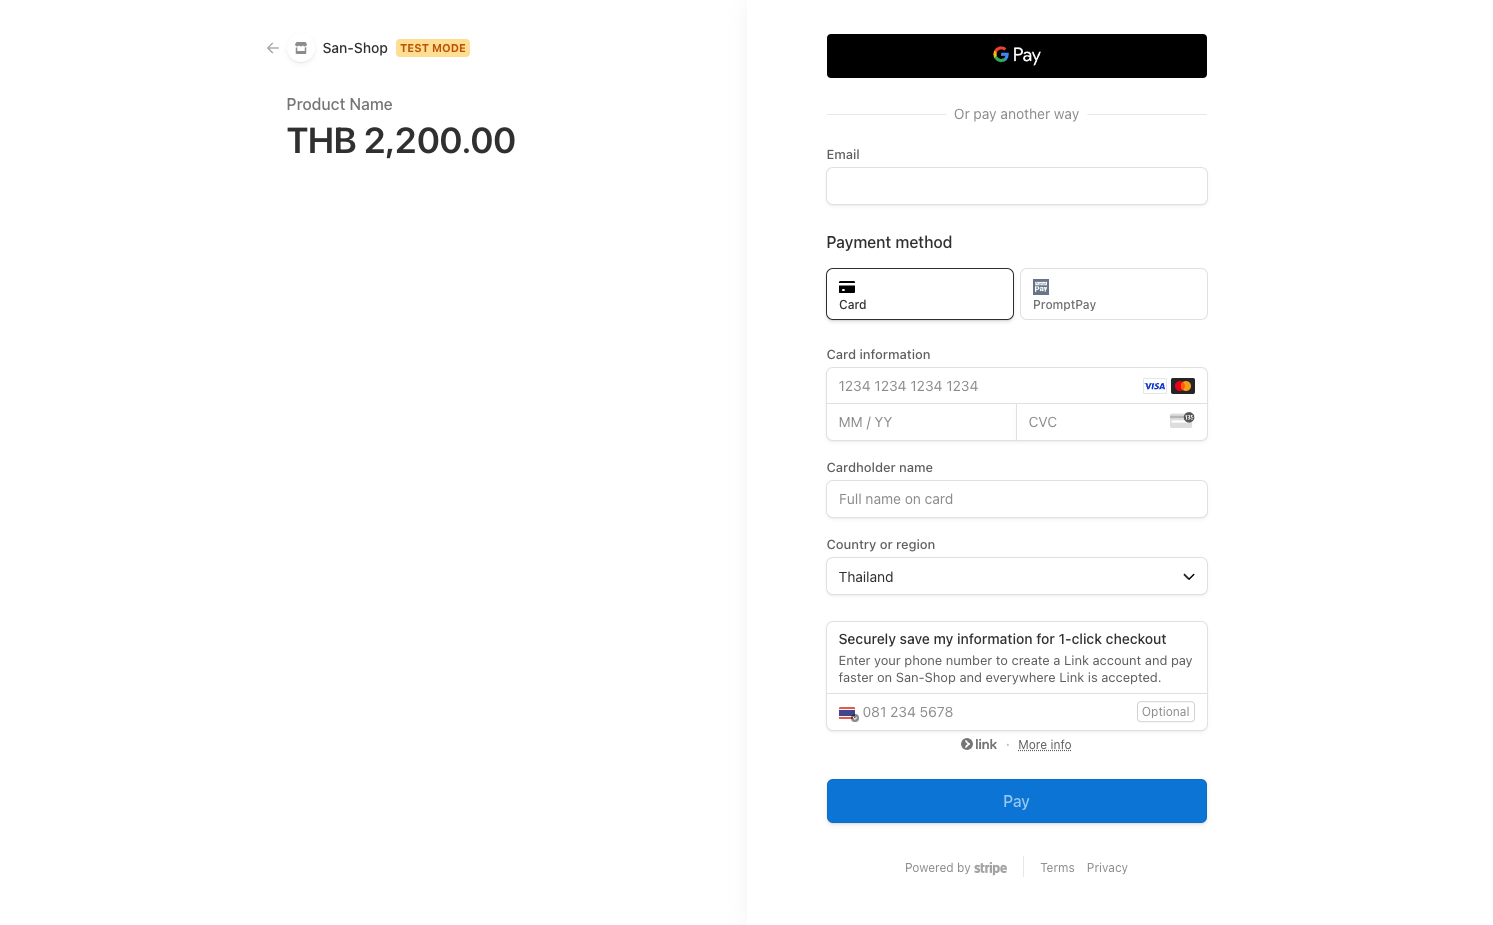 San-Shop TEST MODE
Product Name
THB 2,200.00
G Pay
Or pay another way
Email
Payment method
Card
PromptPay
Card information
1234 1234 1234 1234 VISA
MM / YY
CVC
Cardholder name
Full name on card
Country or region
Thailand
Securely save my information for 1-click checkout
Enter your phone number to create a Link account and pay
faster on San-Shop and everywhere Link is accepted.
081 234 5678 Optional
link · More info
Pay
Powered by stripe Terms Privacy